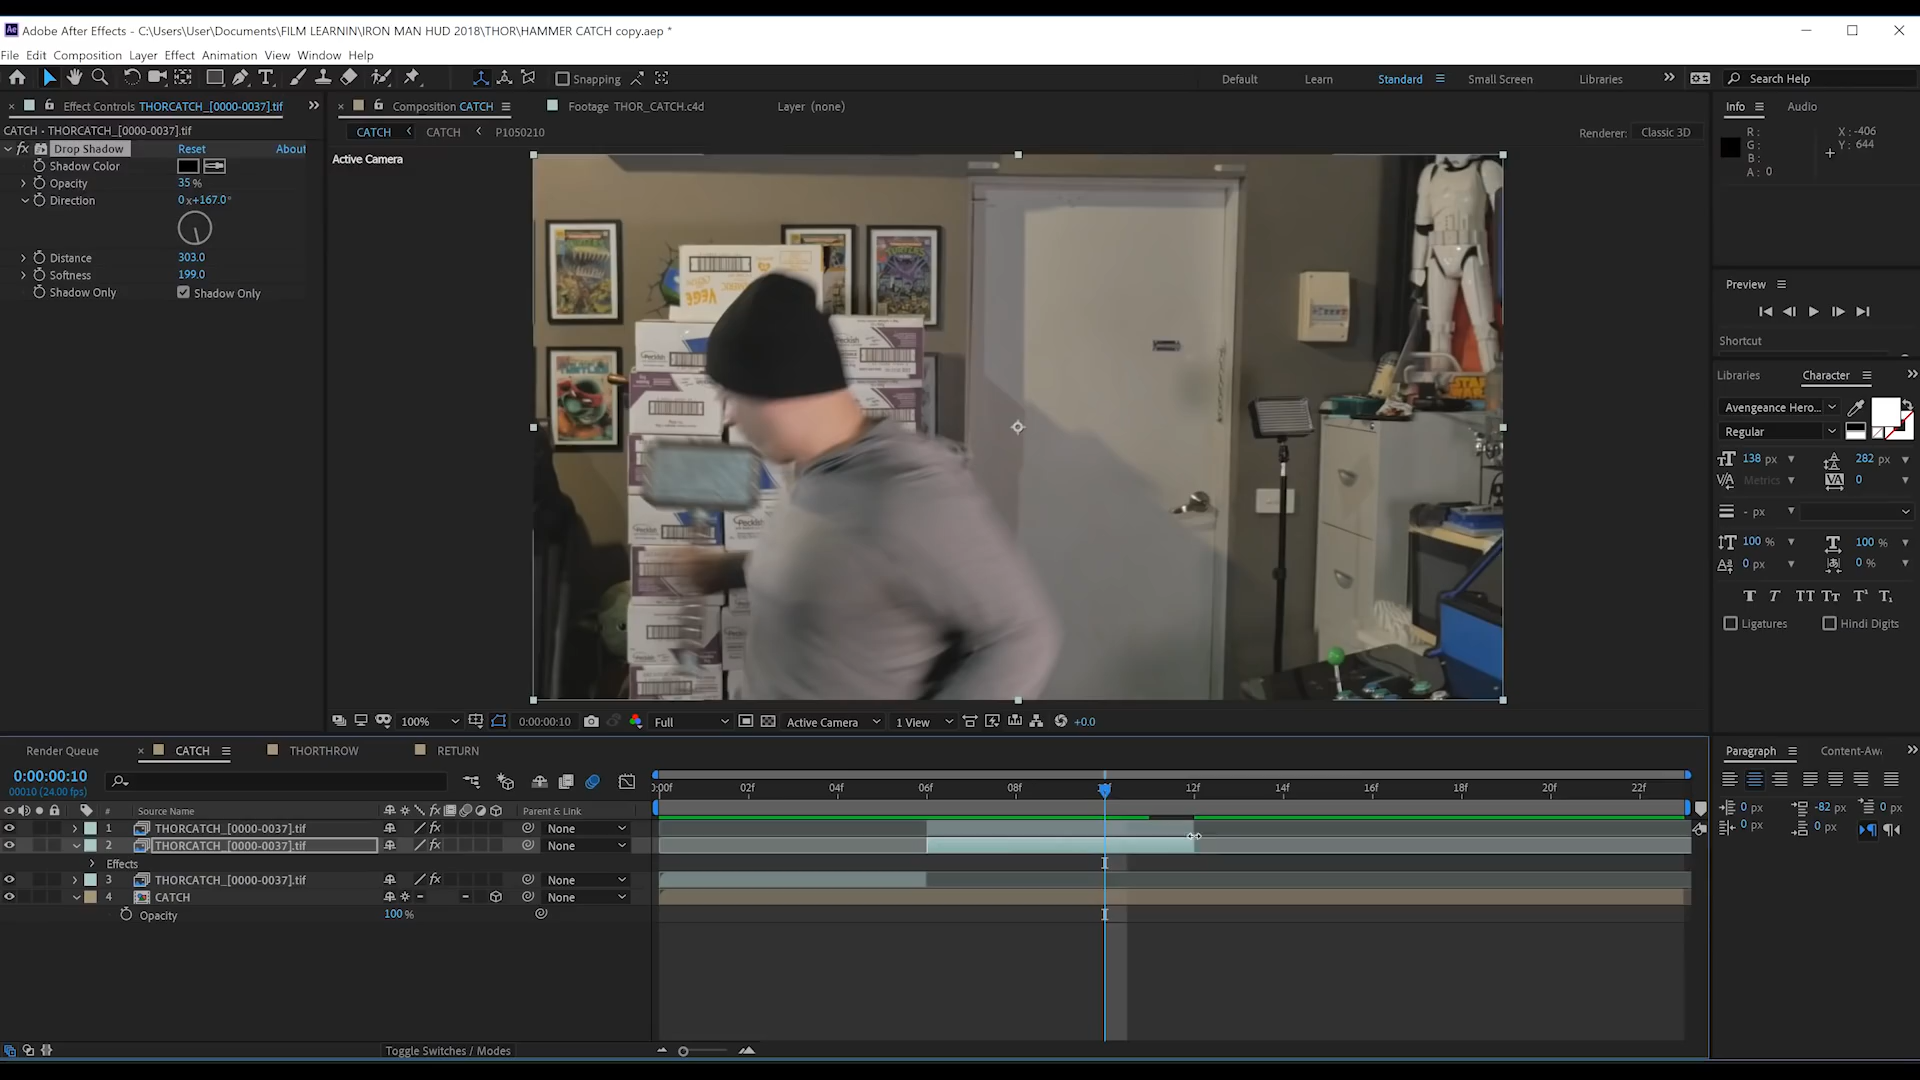 Adobe After Effects - C:\Users\User\Documents\FILM LEARNIN\IRON MAN HUD 2018\THOR\HAMMER CATCH copy.aep *
File Edit Composition Layer Effect Animation View Window Help
Snapping
Default Learn Standard Small Screen Libraries Search Help
Effect Controls THORCATCH_[0000-0037].tif
Composition CATCH
Footage THOR_CATCH.c4d
Layer (none)
Info Audio
CATCH - THORCATCH_[0000-0037].tif
CATCH CATCH P1050210
Renderer: Classic 3D
fx Drop Shadow Reset About
Shadow Color
Opacity 35 %
Direction 0x+167.0°
Distance 303.0
Softness 199.0
Shadow Only Shadow Only
Active Camera
R: X: -406
G: Y: 644
B:
A: 0
VEGE
Peckish
Peckish
Peckish
STAR WARS
Preview
Shortcut
Libraries Character
Avengeance Hero...
Regular
138 px 282 px
Metrics 0
- px
100 % 100 %
0 px 0 %
Ligatures Hindi Digits
100% 0:00:00:10 Full Active Camera 1 View +0.0
Render Queue CATCH THORTHROW RETURN
Paragraph Content-Aw
0:00:00:10
00010 (24.00 fps)
# Source Name Parent & Link
1 THORCATCH_[0000-0037].tif None
2 THORCATCH_[0000-0037].tif None
Effects
3 THORCATCH_[0000-0037].tif None
4 CATCH None
Opacity 100 %
02f 04f 06f 08f 12f 14f 16f 18f 20f 22f
0 px -82 px 0 px
0 px 0 px
Toggle Switches / Modes